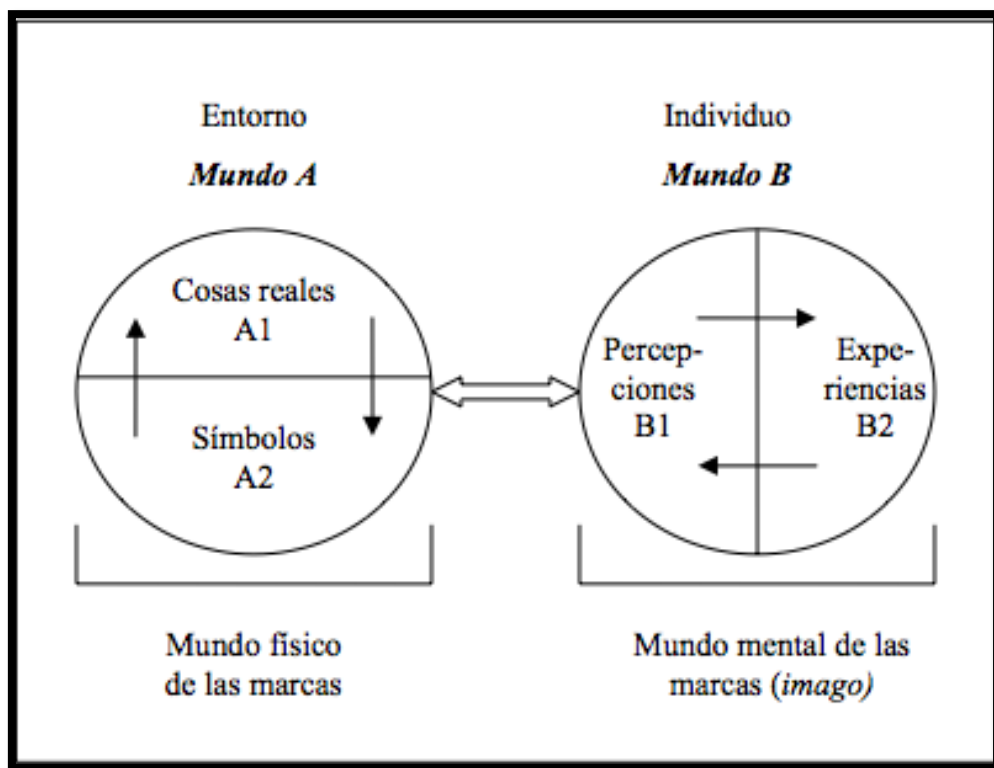 Entorno
Mundo A
Cosas reales
A1
Símbolos
A2
Mundo físico
de las marcas
Individuo
Mundo B
Percep-
ciones
B1
Expe-
riencias
B2
Mundo mental de las
marcas (imago)